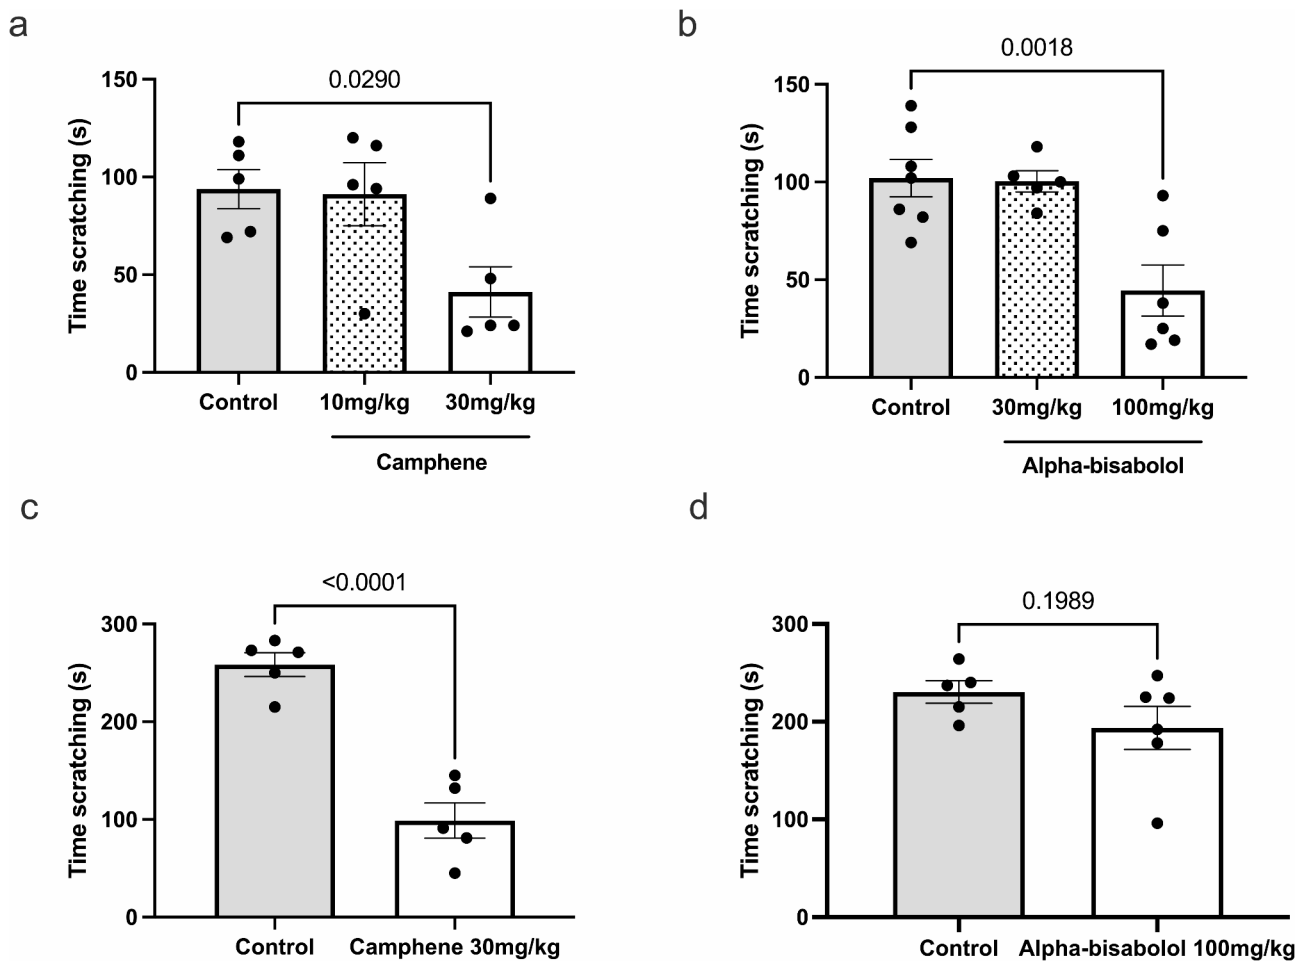 a
0.0290
Time scratching (s)
150
100
50
0
Control
10mg/kg
30mg/kg
Camphene
b
0.0018
Time scratching (s)
150
100
50
0
Control
30mg/kg
100mg/kg
Alpha-bisabolol
c
<0.0001
Time scratching (s)
300
200
100
0
Control
Camphene 30mg/kg
d
0.1989
Time scratching (s)
300
200
100
0
Control
Alpha-bisabolol 100mg/kg